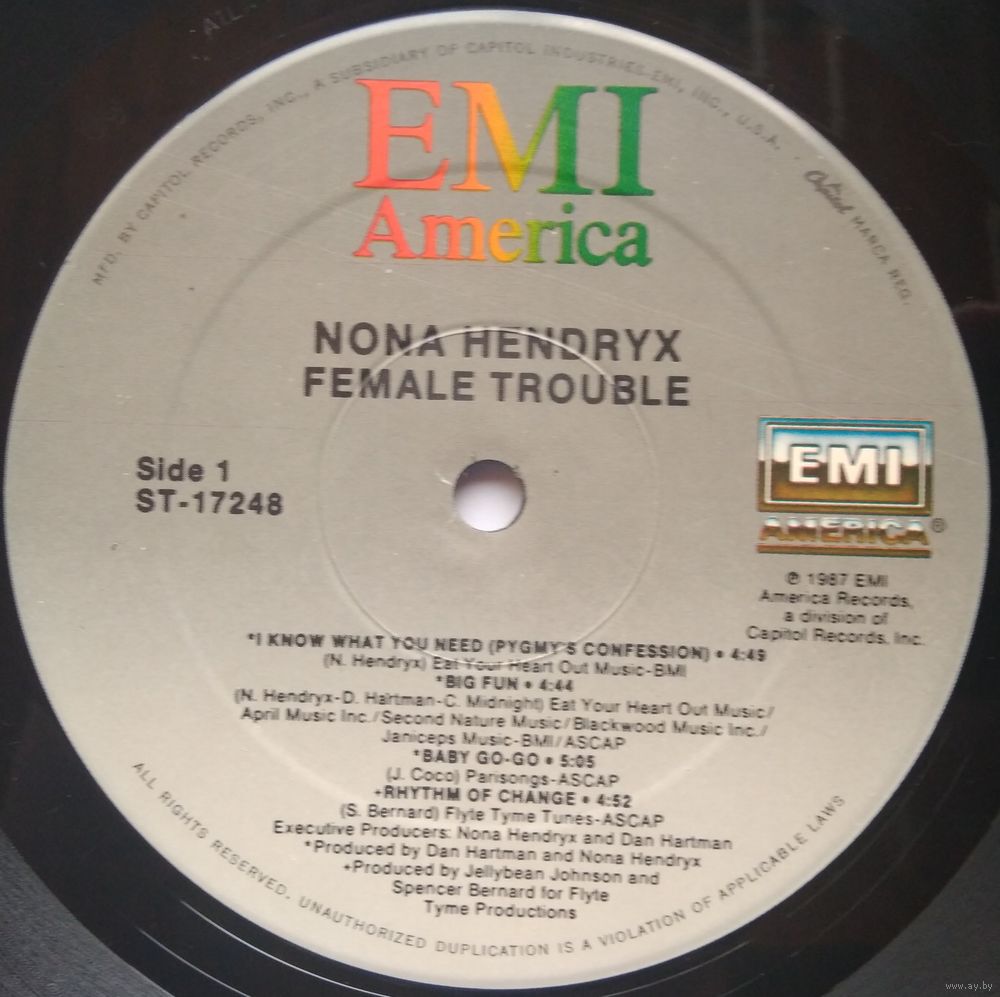 MFD. BY CAPITOL RECORDS, INC., A SUBSIDIARY OF CAPITOL INDUSTRIES-EMI, INC., U.S.A. · Capitol MARCA REG.
EMI
America
NONA HENDRYX
FEMALE TROUBLE
Side 1
ST-17248
EMI
AMERICA®
℗ 1987 EMI
America Records,
a division of
Capitol Records, Inc.
*I KNOW WHAT YOU NEED (PYGMY'S CONFESSION) • 4:49
(N. Hendryx) Eat Your Heart Out Music-BMI
*BIG FUN • 4:44
(N. Hendryx-D. Hartman-C. Midnight) Eat Your Heart Out Music/
April Music Inc./Second Nature Music/Blackwood Music Inc./
Janiceps Music-BMI/ASCAP
*BABY GO-GO • 5:05
(J. Coco) Parisongs-ASCAP
+RHYTHM OF CHANGE • 4:52
(S. Bernard) Flyte Tyme Tunes-ASCAP
Executive Producers: Nona Hendryx and Dan Hartman
*Produced by Dan Hartman and Nona Hendryx
+Produced by Jellybean Johnson and
Spencer Bernard for Flyte
Tyme Productions
ALL RIGHTS RESERVED. UNAUTHORIZED DUPLICATION IS A VIOLATION OF APPLICABLE LAWS
www.ay.by